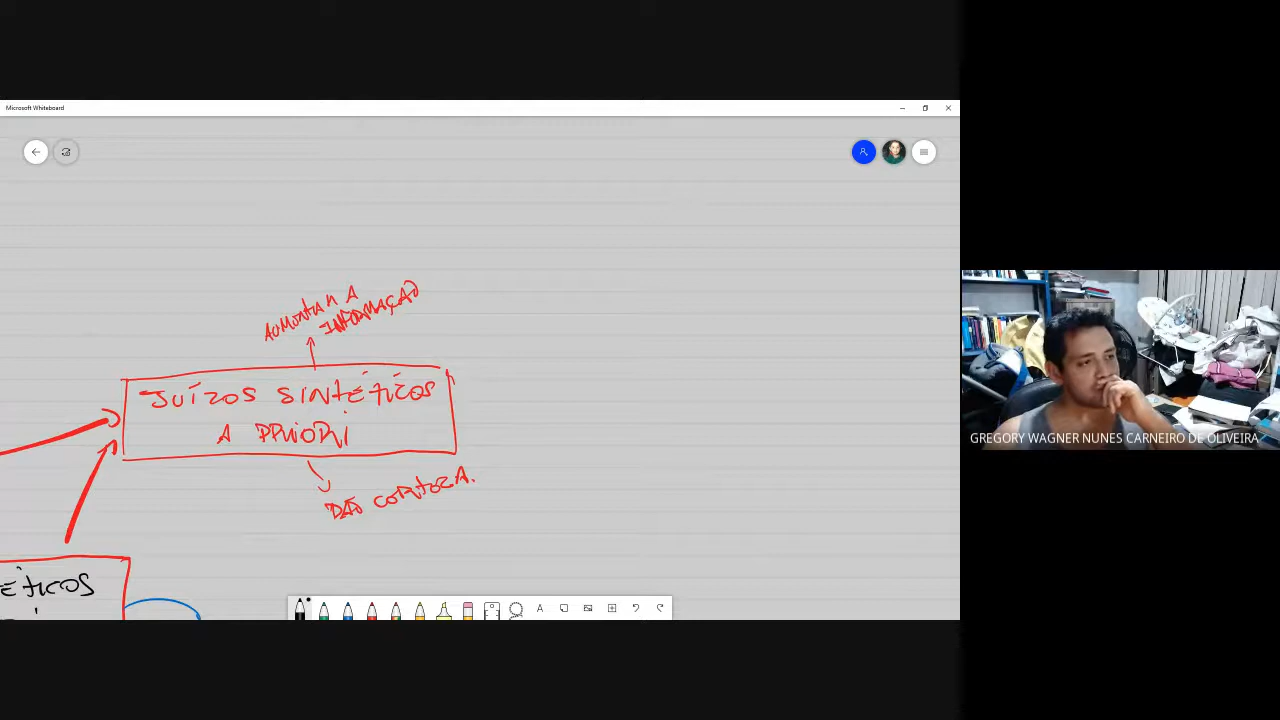 Microsoft Whiteboard
AUMENTAM A
INFORMAÇÃO
JUÍZOS SINTÉTICOS
A PRIORI
DÃO CERTEZA.
GREGORY WAGNER NUNES CARNEIRO DE OLIVEIRA
ÉTICOS
A